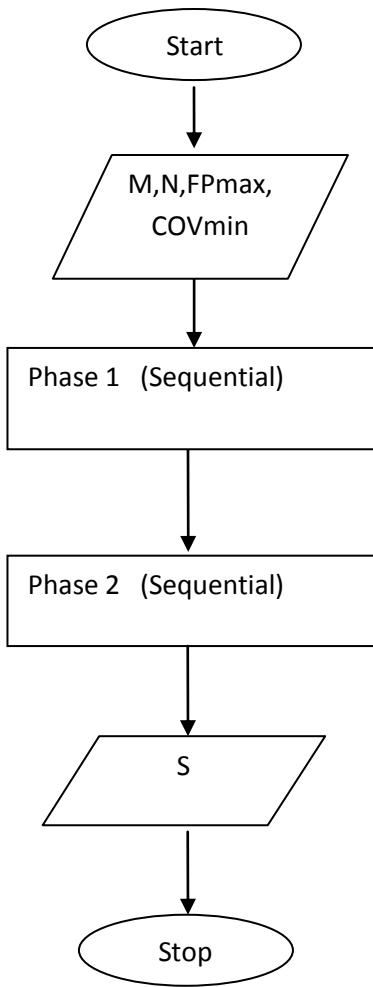 Start
M,N,FPmax,
COVmin
Phase 1 (Sequential)
Phase 2 (Sequential)
S
Stop